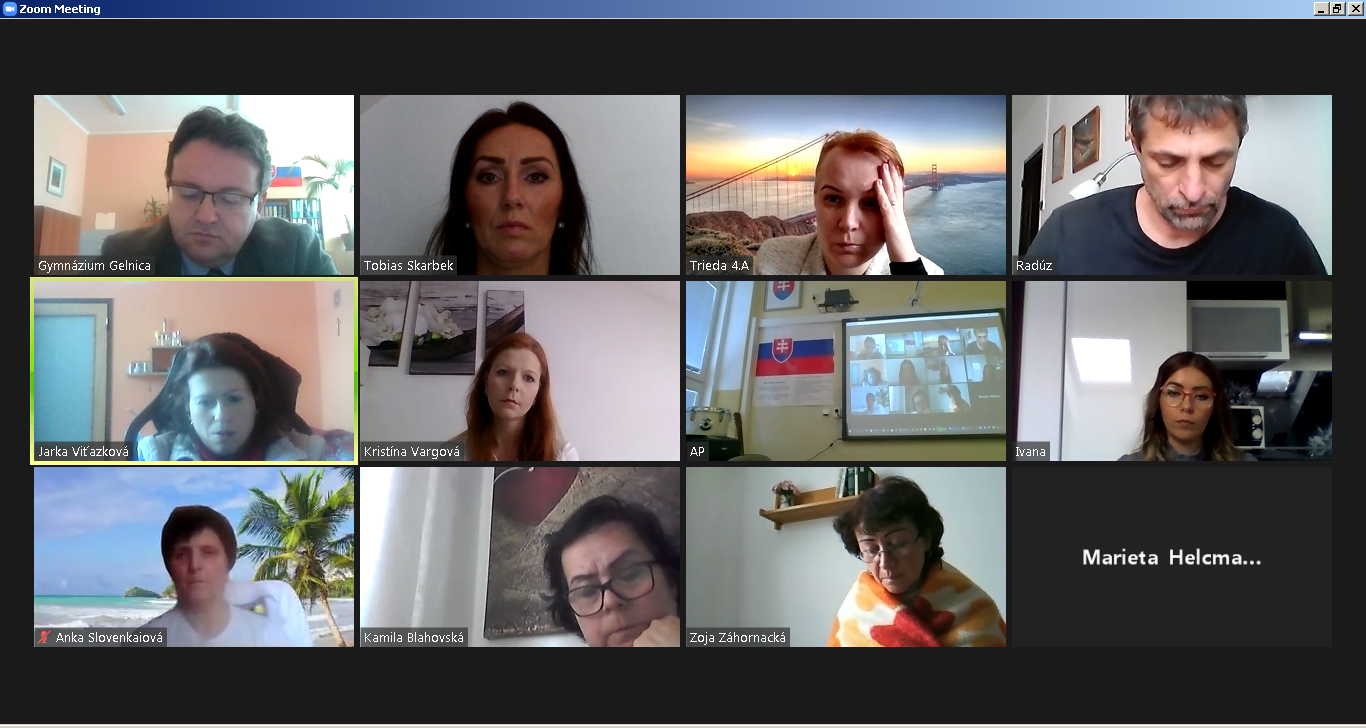 Zoom Meeting
Gymnázium Gelnica
Tobias Skarbek
Trieda 4.A
Radúz
Jarka Viťazková
Kristína Vargová
AP
Ivana
Anka Slovenkaiová
Kamila Blahovská
Zoja Záhornacká
Marieta Helcma...